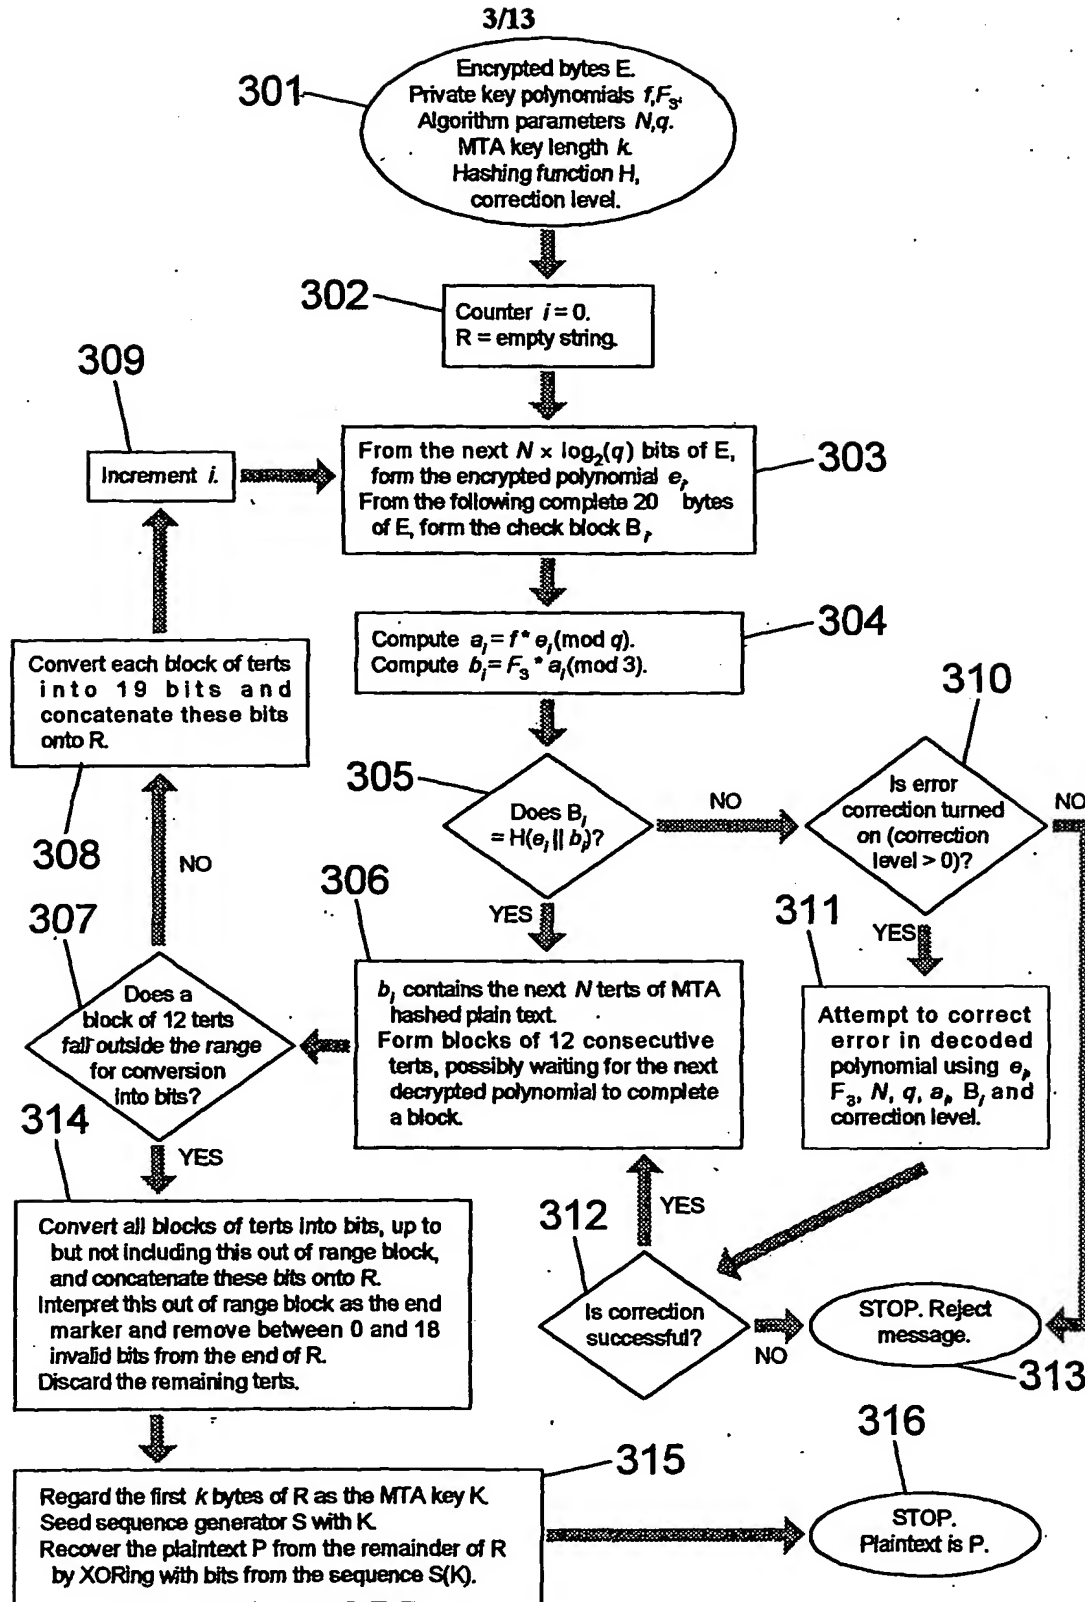 3/13
301
Encrypted bytes E.
Private key polynomials f,F₃.
Algorithm parameters N,q.
MTA key length k.
Hashing function H,
correction level.
302
Counter i = 0.
R = empty string.
309
Increment i.
303
From the next N × log₂(q) bits of E,
form the encrypted polynomial eᵢ.
From the following complete 20 bytes
of E, form the check block Bᵢ.
304
Compute aᵢ = f * eᵢ (mod q).
Compute bᵢ = F₃ * aᵢ (mod 3).
308
Convert each block of terts
into 19 bits and
concatenate these bits
onto R.
305
Does Bᵢ
= H(eᵢ || bᵢ)?
NO
YES
310
Is error
correction turned
on (correction
level > 0)?
NO
YES
306
bᵢ contains the next N terts of MTA
hashed plain text.
Form blocks of 12 consecutive
terts, possibly waiting for the next
decrypted polynomial to complete
a block.
307
NO
Does a
block of 12 terts
fall outside the range
for conversion
into bits?
YES
311
Attempt to correct
error in decoded
polynomial using eᵢ,
F₃, N, q, aᵢ, Bᵢ and
correction level.
314
Convert all blocks of terts into bits, up to
but not including this out of range block,
and concatenate these bits onto R.
Interpret this out of range block as the end
marker and remove between 0 and 18
invalid bits from the end of R.
Discard the remaining terts.
312
YES
Is correction
successful?
NO
STOP. Reject
message.
313
315
Regard the first k bytes of R as the MTA key K.
Seed sequence generator S with K.
Recover the plaintext P from the remainder of R
by XORing with bits from the sequence S(K).
316
STOP.
Plaintext is P.